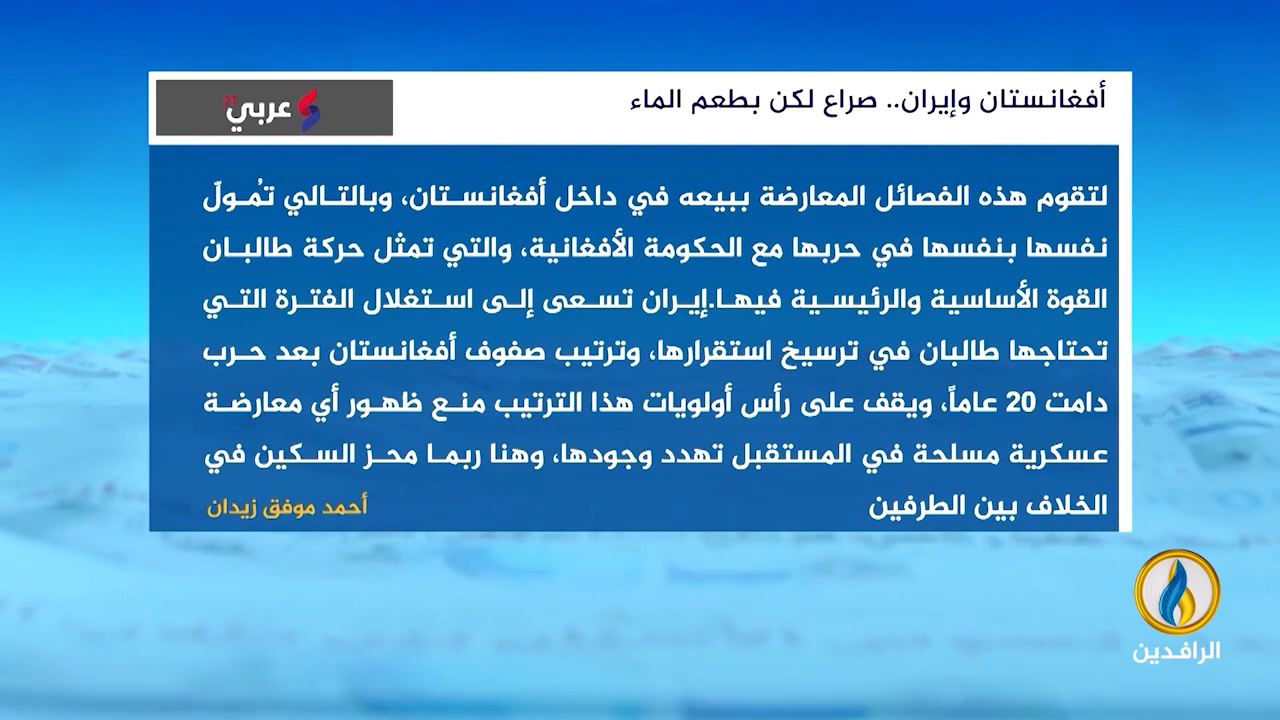 أفغانستان وإيران.. صراع لكن بطعم الماء
عربي21
لتقوم هذه الفصائل المعارضة ببيعه في داخل أفغانستان، وبالتالي تُمولّ
نفسها بنفسها في حربها مع الحكومة الأفغانية، والتي تمثل حركة طالبان
القوة الأساسية والرئيسية فيها.إيران تسعى إلى استغلال الفترة التي
تحتاجها طالبان في ترسيخ استقرارها، وترتيب صفوف أفغانستان بعد حرب
دامت 20 عاماً، ويقف على رأس أولويات هذا الترتيب منع ظهور أي معارضة
عسكرية مسلحة في المستقبل تهدد وجودها، وهنا ربما محز السكين في
الخلاف بين الطرفين
أحمد موفق زيدان
الرافدين